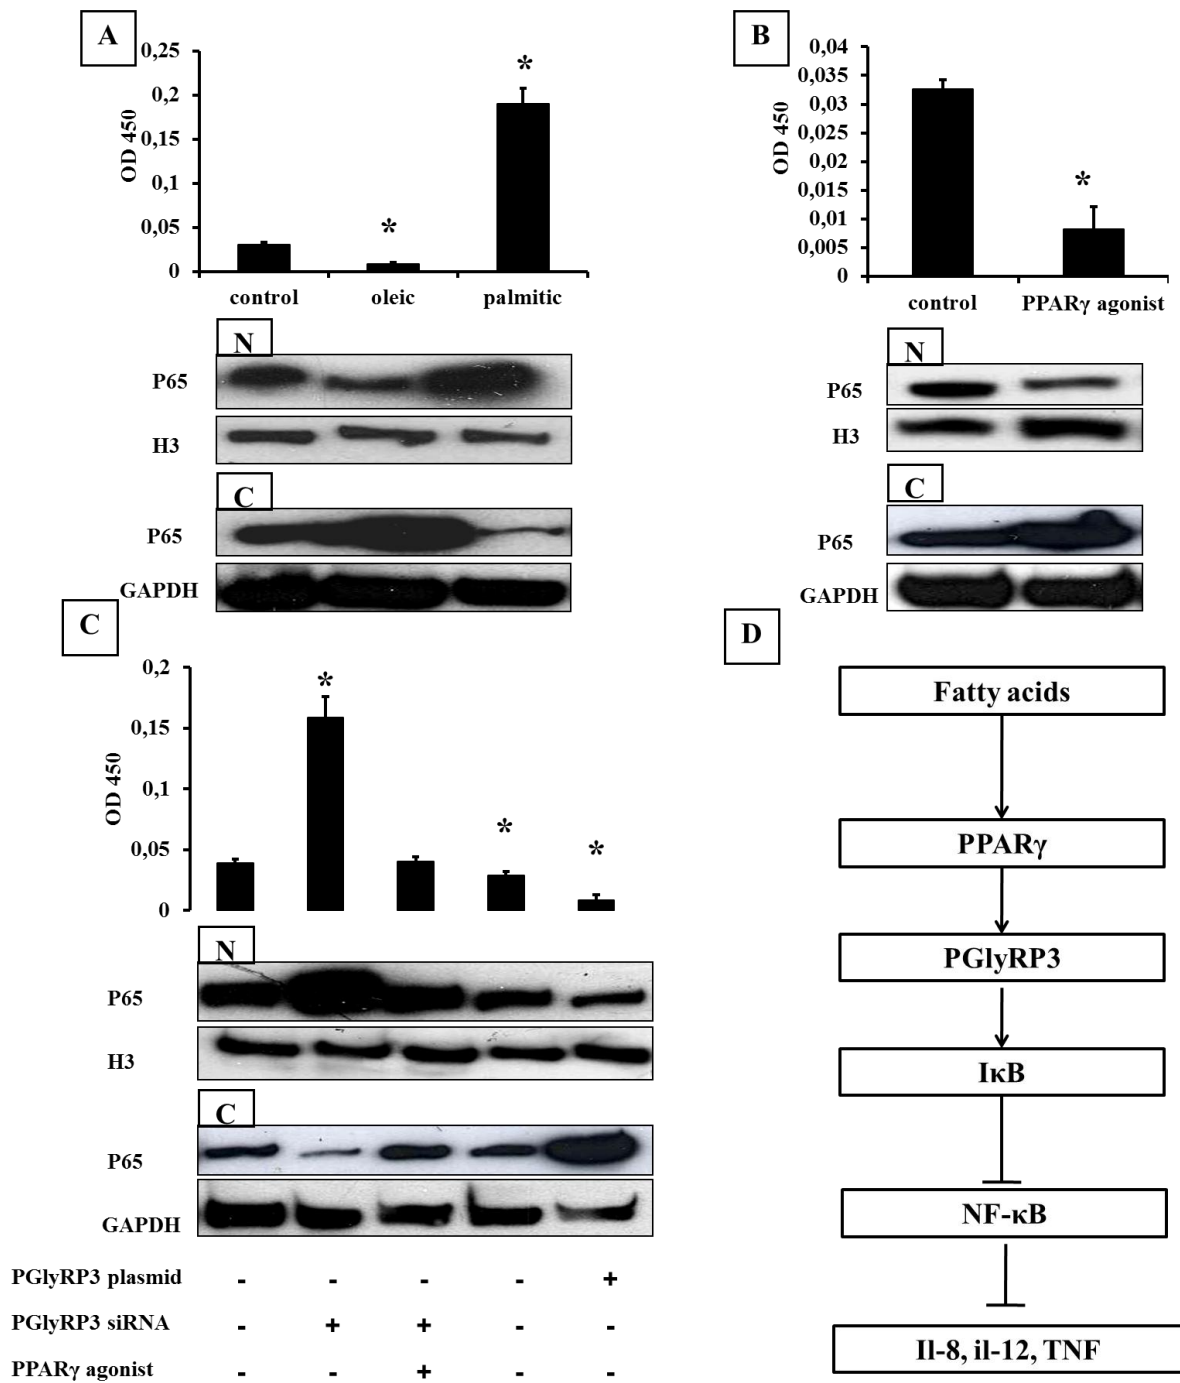 A
0,25
0,2
0,15
0,1
0,05
0
OD 450
*
*
control oleic palmitic
N
P65
H3
C
P65
GAPDH
B
0,04
0,035
0,03
0,025
0,02
0,015
0,01
0,005
0
OD 450
*
control PPARγ agonist
N
P65
H3
C
P65
GAPDH
C
0,2
0,15
0,1
0,05
0
OD 450
*
*
*
N
P65
H3
C
P65
GAPDH
PGlyRP3 plasmid - - - - +
PGlyRP3 siRNA - + + - -
PPARγ agonist - - + - -
D
Fatty acids
PPARγ
PGlyRP3
IκB
NF-κB
Il-8, il-12, TNF